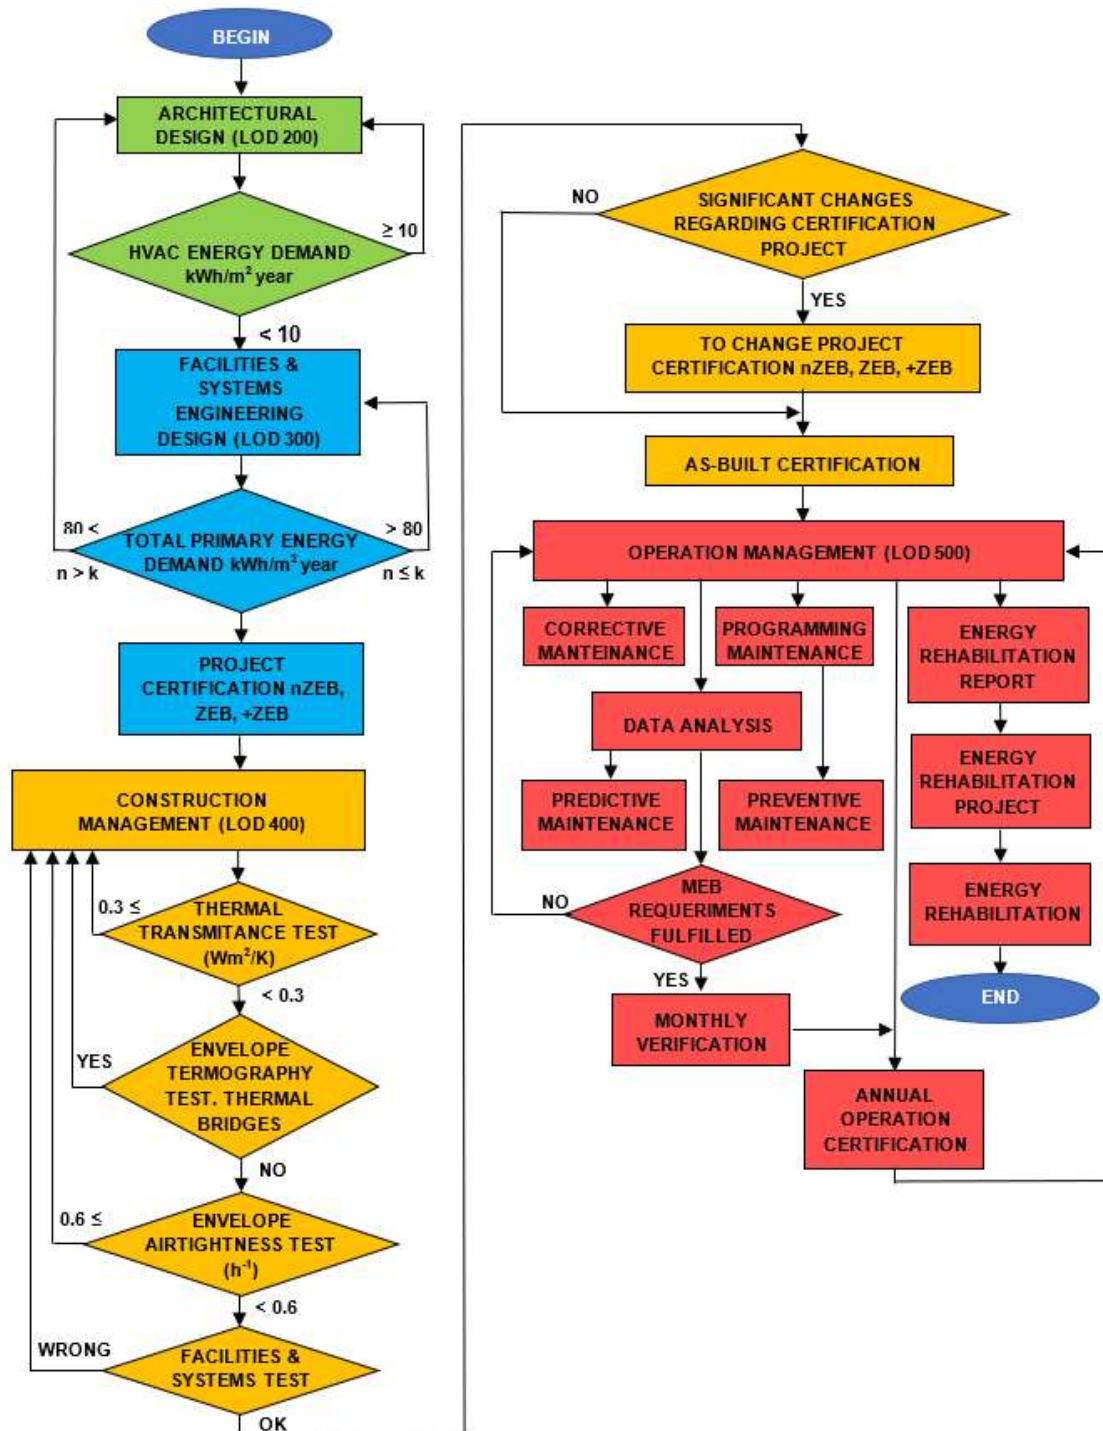 BEGIN
ARCHITECTURAL
DESIGN (LOD 200)
≥ 10
HVAC ENERGY DEMAND
kWh/m² year
< 10
FACILITIES &
SYSTEMS
ENGINEERING
DESIGN (LOD 300)
80 <
> 80
TOTAL PRIMARY ENERGY
DEMAND kWh/m² year
n > k
n ≤ k
PROJECT
CERTIFICATION nZEB,
ZEB, +ZEB
CONSTRUCTION
MANAGEMENT (LOD 400)
0.3 ≤
THERMAL
TRANSMITANCE TEST
(Wm²/K)
< 0.3
YES
ENVELOPE
TERMOGRAPHY
TEST. THERMAL
BRIDGES
NO
0.6 ≤
ENVELOPE
AIRTIGHTNESS TEST
(h⁻¹)
< 0.6
WRONG
FACILITIES &
SYSTEMS TEST
OK
NO
SIGNIFICANT CHANGES
REGARDING CERTIFICATION
PROJECT
YES
TO CHANGE PROJECT
CERTIFICATION nZEB, ZEB, +ZEB
AS-BUILT CERTIFICATION
OPERATION MANAGEMENT (LOD 500)
CORRECTIVE
MANTEINANCE
PROGRAMMING
MAINTENANCE
ENERGY
REHABILITATION
REPORT
DATA ANALYSIS
ENERGY
REHABILITATION
PROJECT
PREDICTIVE
MAINTENANCE
PREVENTIVE
MAINTENANCE
NO
MEB
REQUERIMENTS
FULFILLED
ENERGY
REHABILITATION
YES
END
MONTHLY
VERIFICATION
ANNUAL
OPERATION
CERTIFICATION